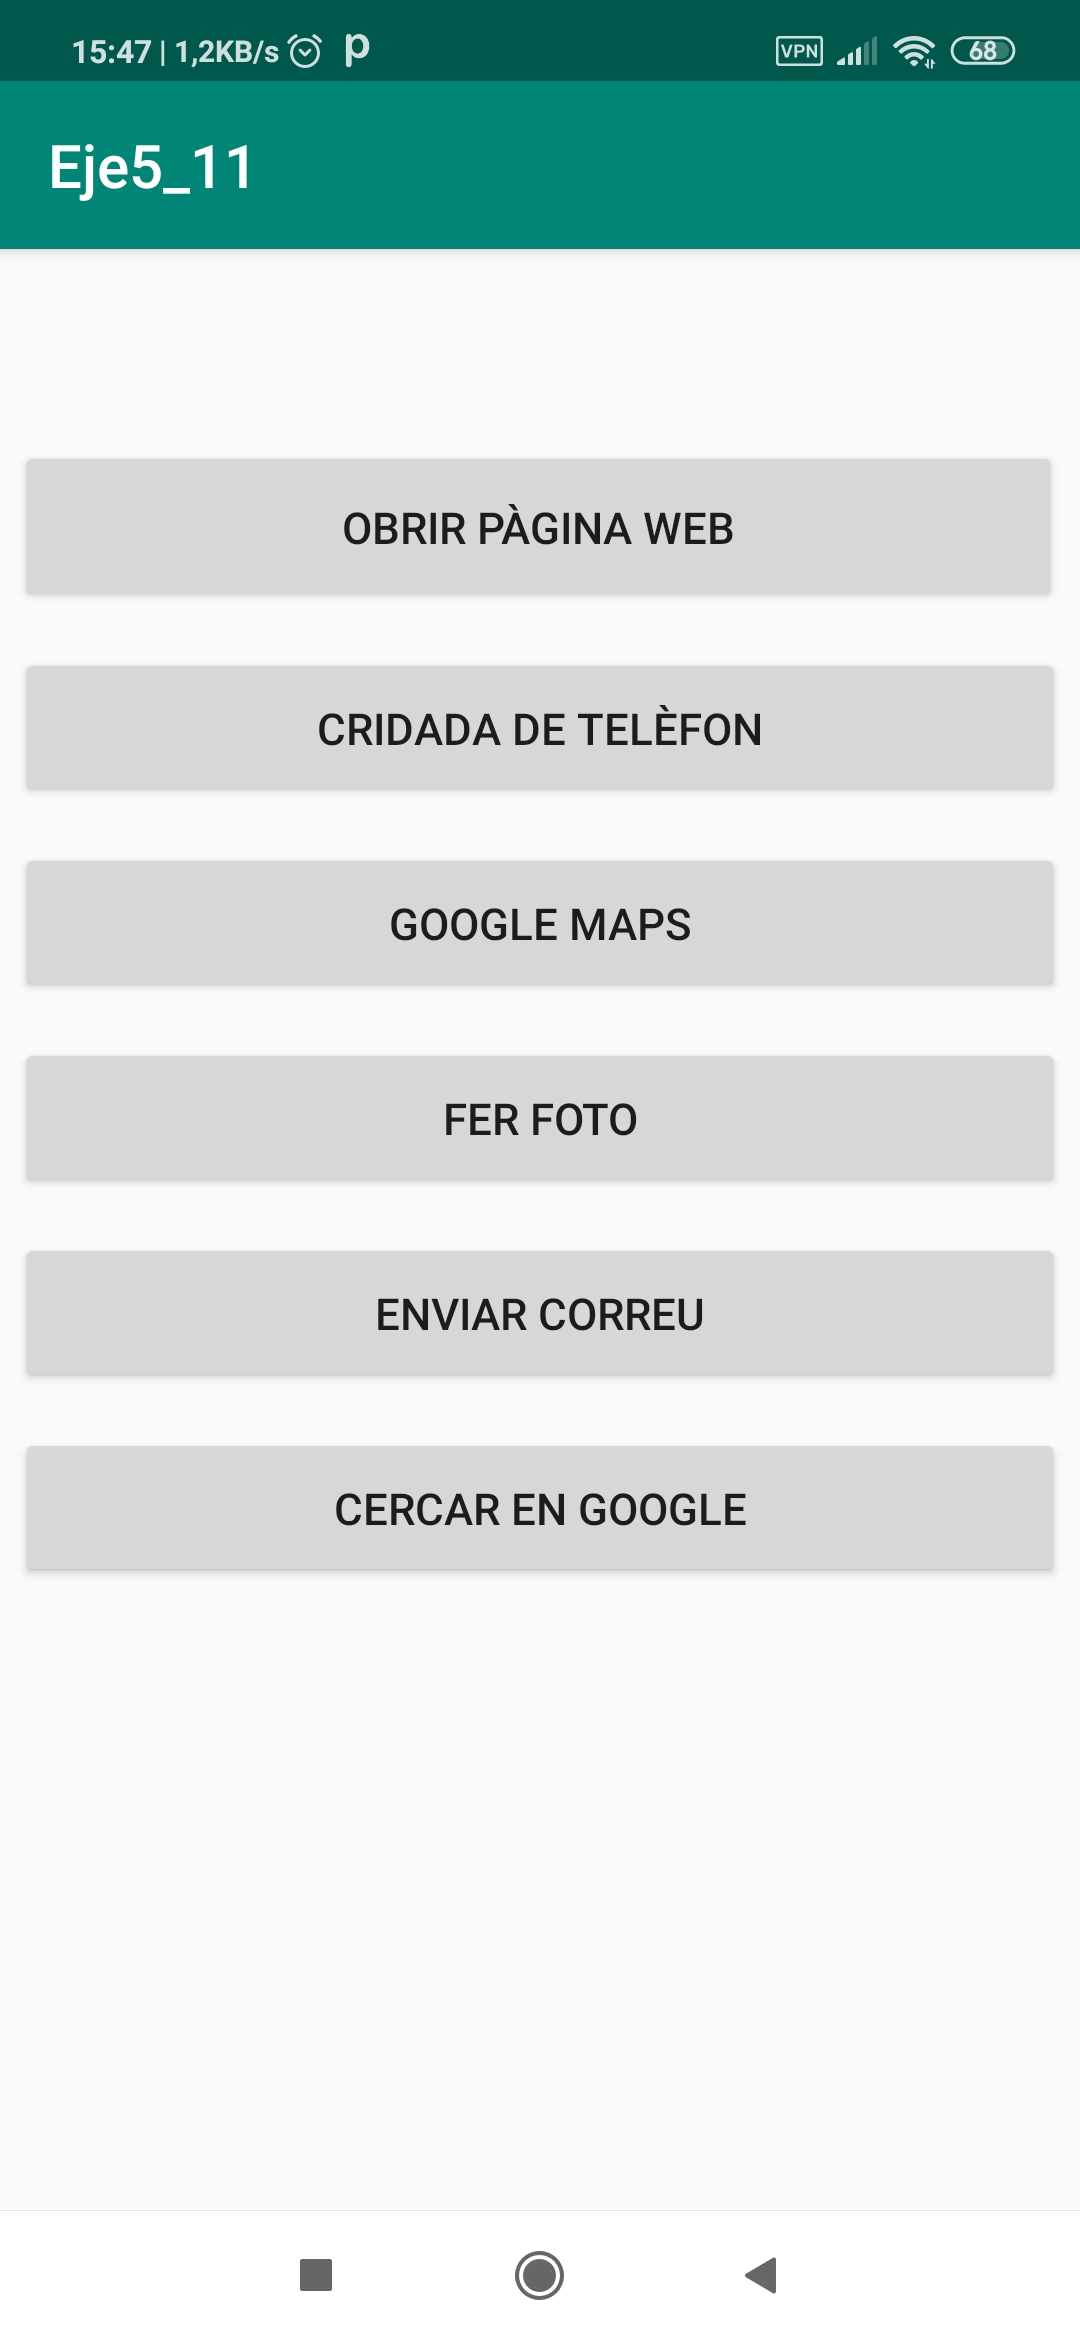 15:47 | 1,2KB/s p VPN 68
Eje5_11
OBRIR PÀGINA WEB
CRIDADA DE TELÈFON
GOOGLE MAPS
FER FOTO
ENVIAR CORREU
CERCAR EN GOOGLE